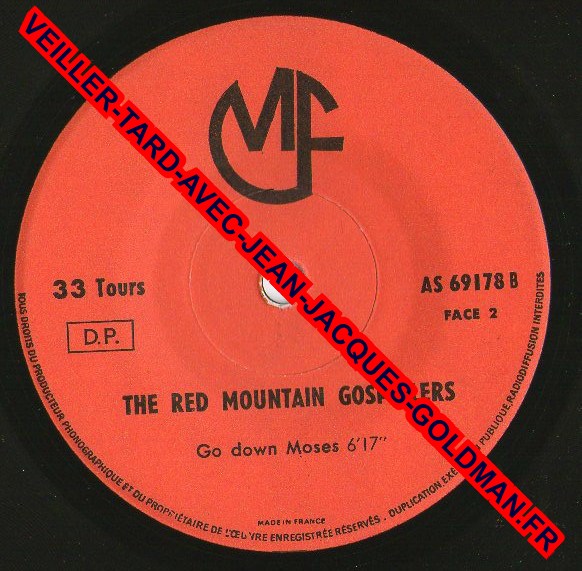 VEILLER-TARD-AVEC-JEAN-JACQUES-GOLDMAN.FR
MF
33 Tours
D.P.
AS 69178 B
FACE 2
THE RED MOUNTAIN
Go down Moses 6'17"
MADE IN FRANCE
TOUS DROITS DU PRODUCTEUR PHONOGRAPHIQUE ET DU PROPRIÉTAIRE DE L'ŒUVRE ENREGISTRÉE RÉSERVÉS. DUPLICATION PUBLIQUE, RADIODIFFUSION INTERDITES